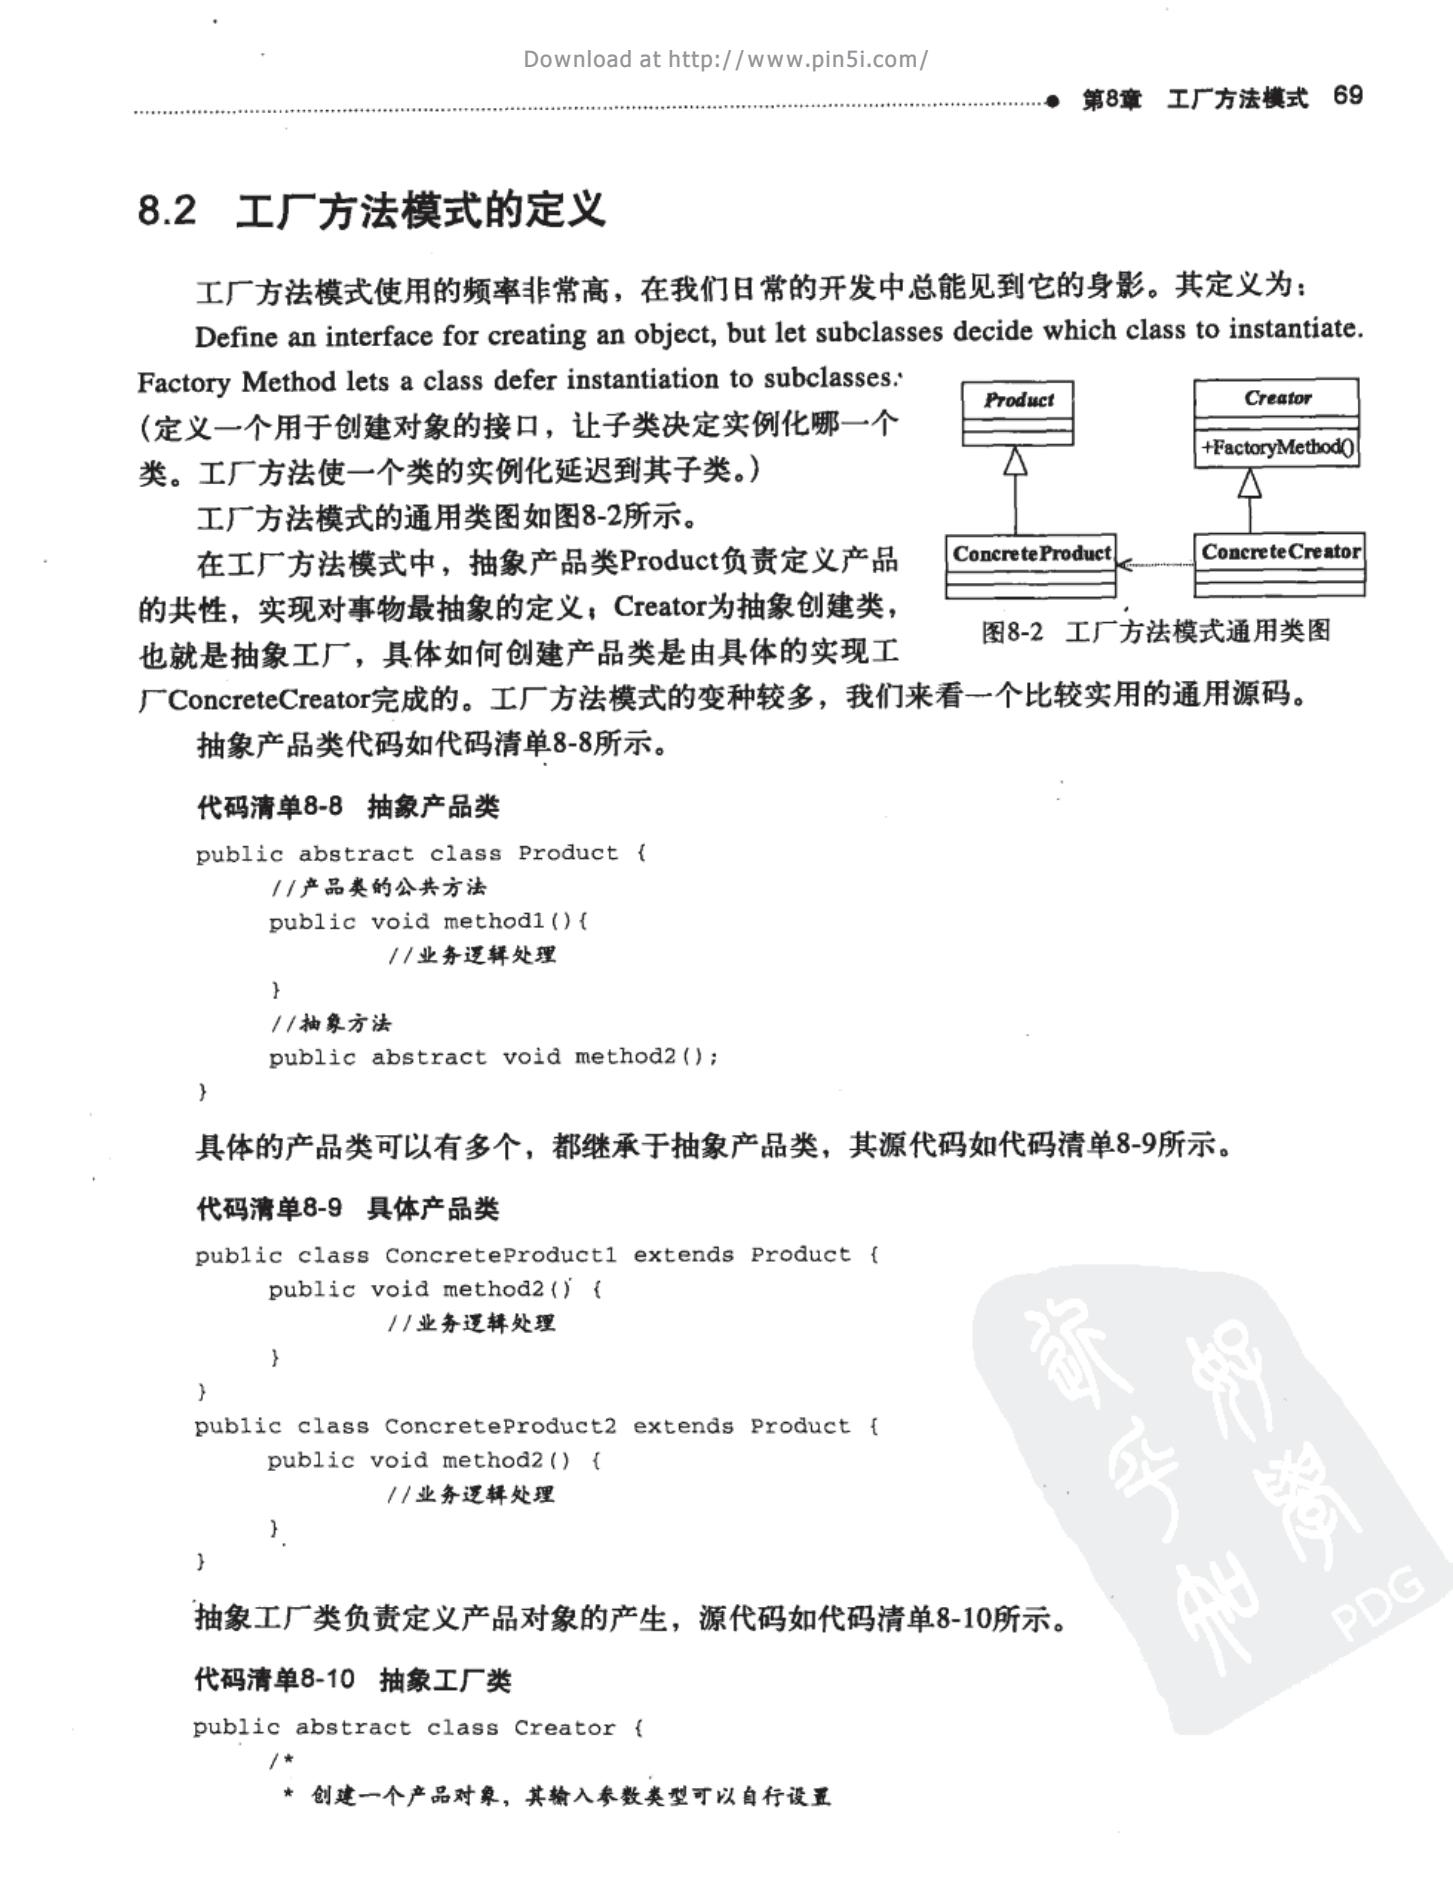 Download at http://www.pin5i.com/
第8章 工厂方法模式 69
8.2 工厂方法模式的定义
工厂方法模式使用的频率非常高，在我们日常的开发中总能见到它的身影。其定义为：
Define an interface for creating an object, but let subclasses decide which class to instantiate.
Factory Method lets a class defer instantiation to subclasses.
（定义一个用于创建对象的接口，让子类决定实例化哪一个
类。工厂方法使一个类的实例化延迟到其子类。）
工厂方法模式的通用类图如图8-2所示。
在工厂方法模式中，抽象产品类Product负责定义产品
的共性，实现对事物最抽象的定义；Creator为抽象创建类，
也就是抽象工厂，具体如何创建产品类是由具体的实现工
厂ConcreteCreator完成的。工厂方法模式的变种较多，我们来看一个比较实用的通用源码。
Product
Creator
+FactoryMethod()
ConcreteProduct
ConcreteCreator
图8-2 工厂方法模式通用类图
抽象产品类代码如代码清单8-8所示。
代码清单8-8 抽象产品类
public abstract class Product {
//产品类的公共方法
public void method1(){
//业务逻辑处理
}
//抽象方法
public abstract void method2();
}
具体的产品类可以有多个，都继承于抽象产品类，其源代码如代码清单8-9所示。
代码清单8-9 具体产品类
public class ConcreteProduct1 extends Product {
public void method2() {
//业务逻辑处理
}
}
public class ConcreteProduct2 extends Product {
public void method2() {
//业务逻辑处理
}
}
抽象工厂类负责定义产品对象的产生，源代码如代码清单8-10所示。
代码清单8-10 抽象工厂类
public abstract class Creator {
/*
* 创建一个产品对象，其输入参数类型可以自行设置
PDG